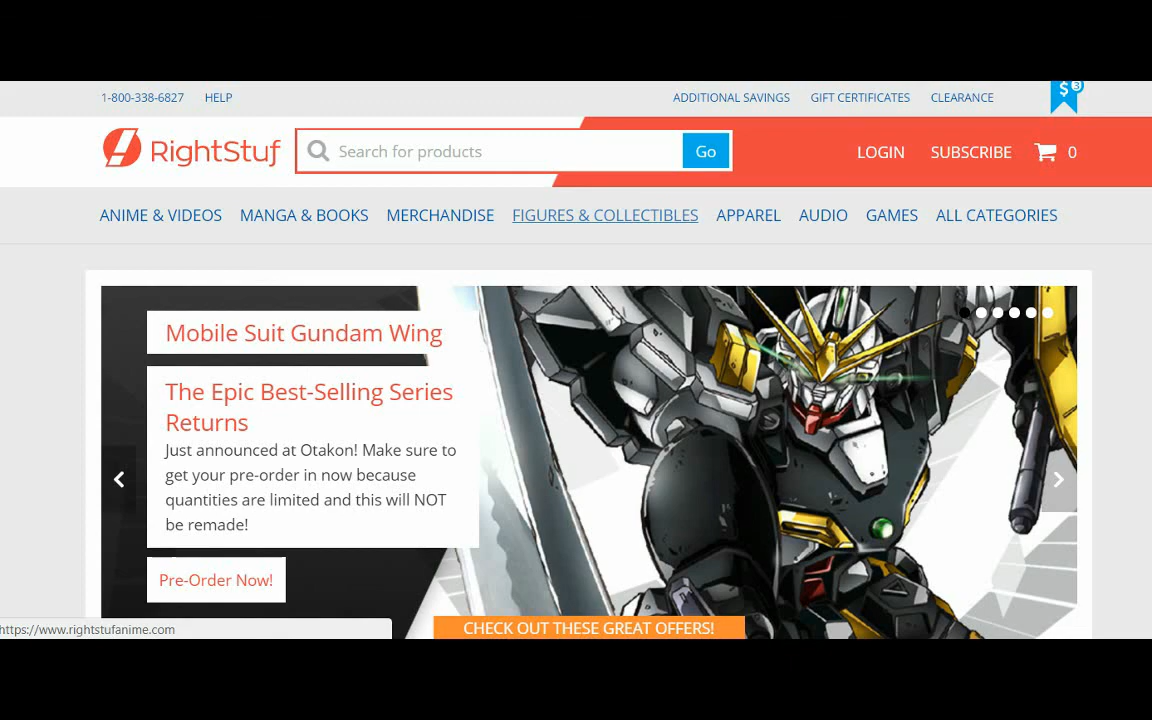 1-800-338-6827 HELP ADDITIONAL SAVINGS GIFT CERTIFICATES CLEARANCE $ 3
RightStuf Search for products Go LOGIN SUBSCRIBE 0
ANIME & VIDEOS MANGA & BOOKS MERCHANDISE FIGURES & COLLECTIBLES APPAREL AUDIO GAMES ALL CATEGORIES
Mobile Suit Gundam Wing
The Epic Best-Selling Series
Returns
Just announced at Otakon! Make sure to
get your pre-order in now because
quantities are limited and this will NOT
be remade!
Pre-Order Now!
CHECK OUT THESE GREAT OFFERS!
https://www.rightstufanime.com